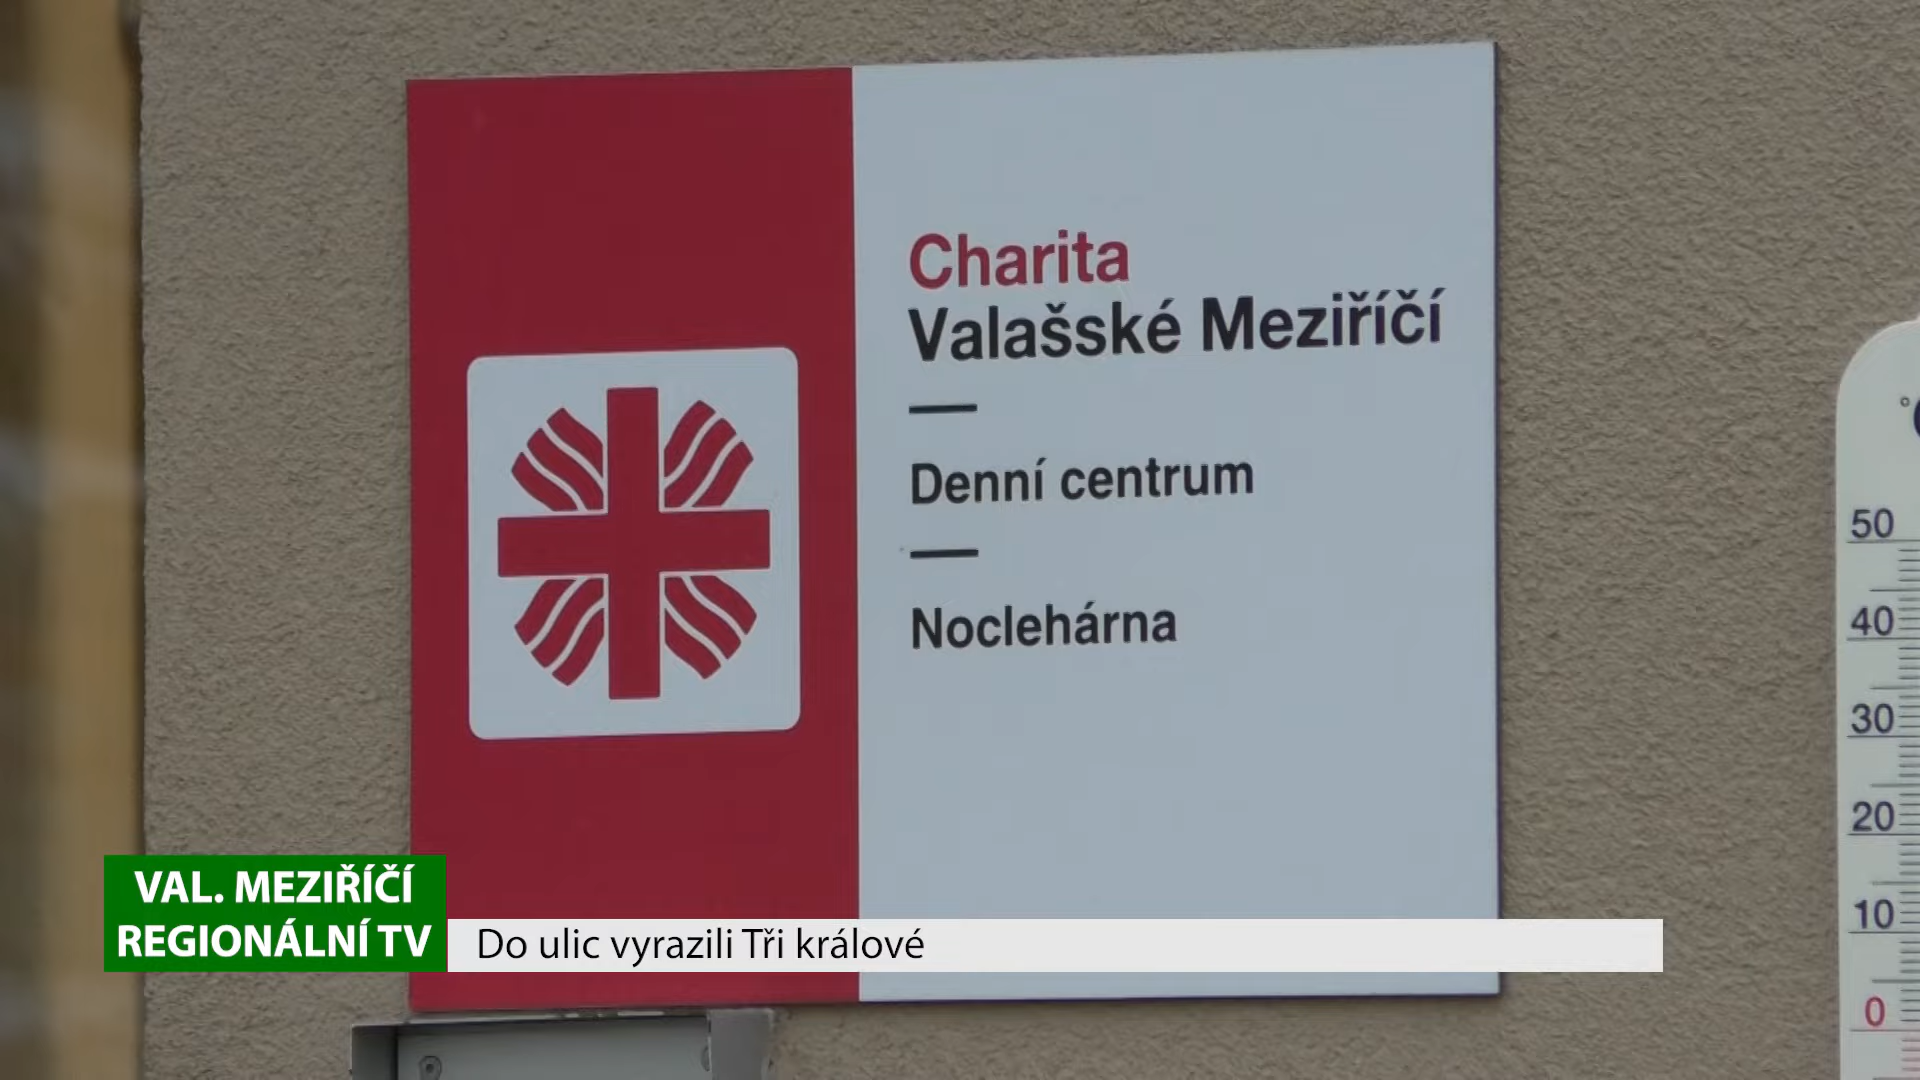 Charita
Valašské Meziříčí
Denní centrum
Noclehárna
50
40
30
20
10
0
VAL. MEZIŘÍČÍ
REGIONÁLNÍ TV
Do ulic vyrazili Tři králové